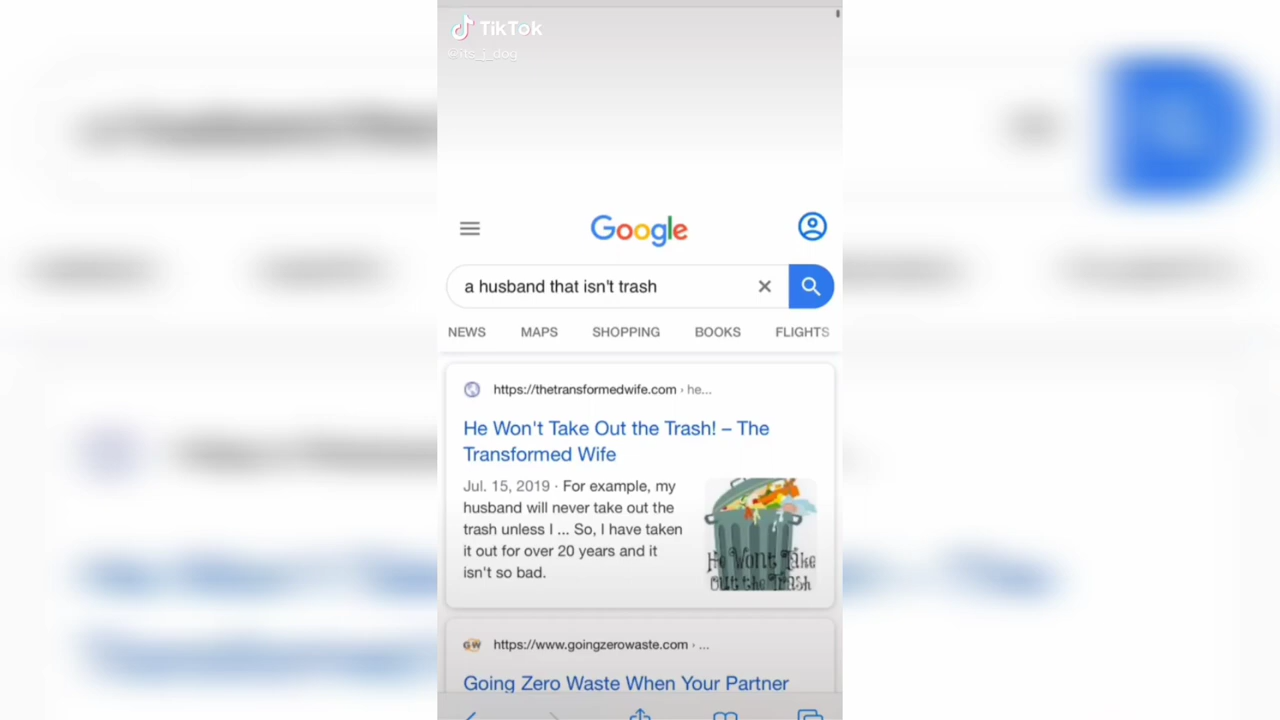 TikTok
@its_j_dog
Google
a husband that isn't trash
NEWS MAPS SHOPPING BOOKS FLIGHTS
https://thetransformedwife.com › he...
He Won't Take Out the Trash! – The
Transformed Wife
Jul. 15, 2019 · For example, my
husband will never take out the
trash unless I ... So, I have taken
it out for over 20 years and it
isn't so bad.
He Wont Take
out the Trash
GW https://www.goingzerowaste.com › ...
Going Zero Waste When Your Partner